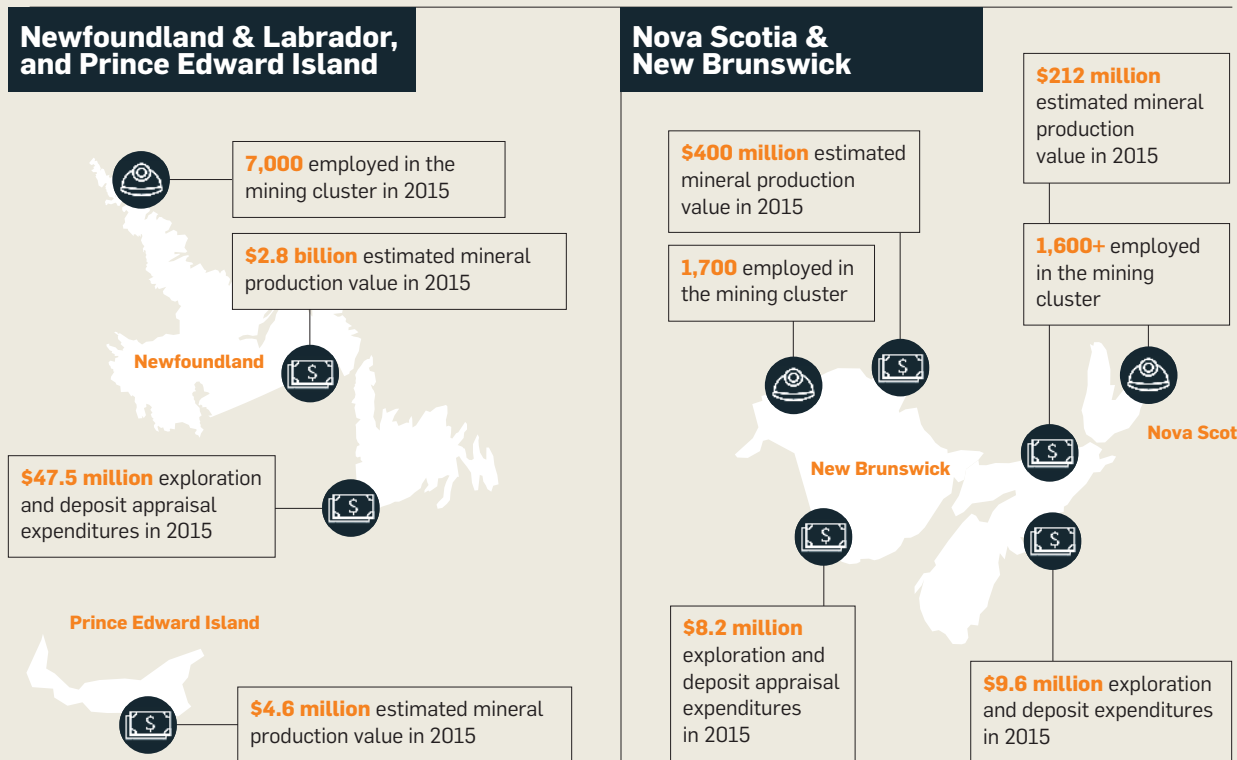 Newfoundland & Labrador,
and Prince Edward Island
7,000 employed in the
mining cluster in 2015
$2.8 billion estimated mineral
production value in 2015
Newfoundland
$47.5 million exploration
and deposit appraisal
expenditures in 2015
Prince Edward Island
$4.6 million estimated mineral
production value in 2015
Nova Scotia &
New Brunswick
$400 million estimated
mineral production
value in 2015
1,700 employed in
the mining cluster
$212 million
estimated mineral
production
value in 2015
1,600+ employed
in the mining
cluster
Nova Scot
New Brunswick
$8.2 million
exploration and
deposit appraisal
expenditures
in 2015
$9.6 million exploration
and deposit expenditures
in 2015